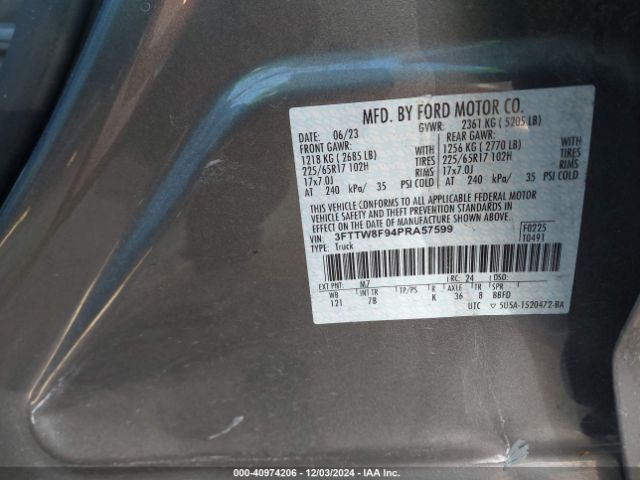 MFD. BY FORD MOTOR CO.
DATE: 06/23 GVWR: 2361 KG ( 5205 LB)
FRONT GAWR: REAR GAWR:
1218 KG ( 2685 LB) WITH 1256 KG ( 2770 LB) WITH
225/65R17 102H TIRES 225/65R17 102H TIRES
17x7.0J RIMS 17x7.0J RIMS
AT 240 kPa/ 35 PSI COLD AT 240 kPa/ 35 PSI COLD
THIS VEHICLE CONFORMS TO ALL APPLICABLE FEDERAL MOTOR
VEHICLE SAFETY AND THEFT PREVENTION STANDARDS IN
EFFECT ON THE DATE OF MANUFACTURE SHOWN ABOVE.
VIN: 3FTTW8F94PRA57599 F0225
TYPE: Truck T0491
EXT PNT: M7 RC: 24 DSO:
WB INT TR TP/PS R AXLE TR SPR
121 7B K 36 8 BBFD
UTC ▽ 5U5A-1520472-BA
000-40974206 - 12/03/2024 - IAA Inc.